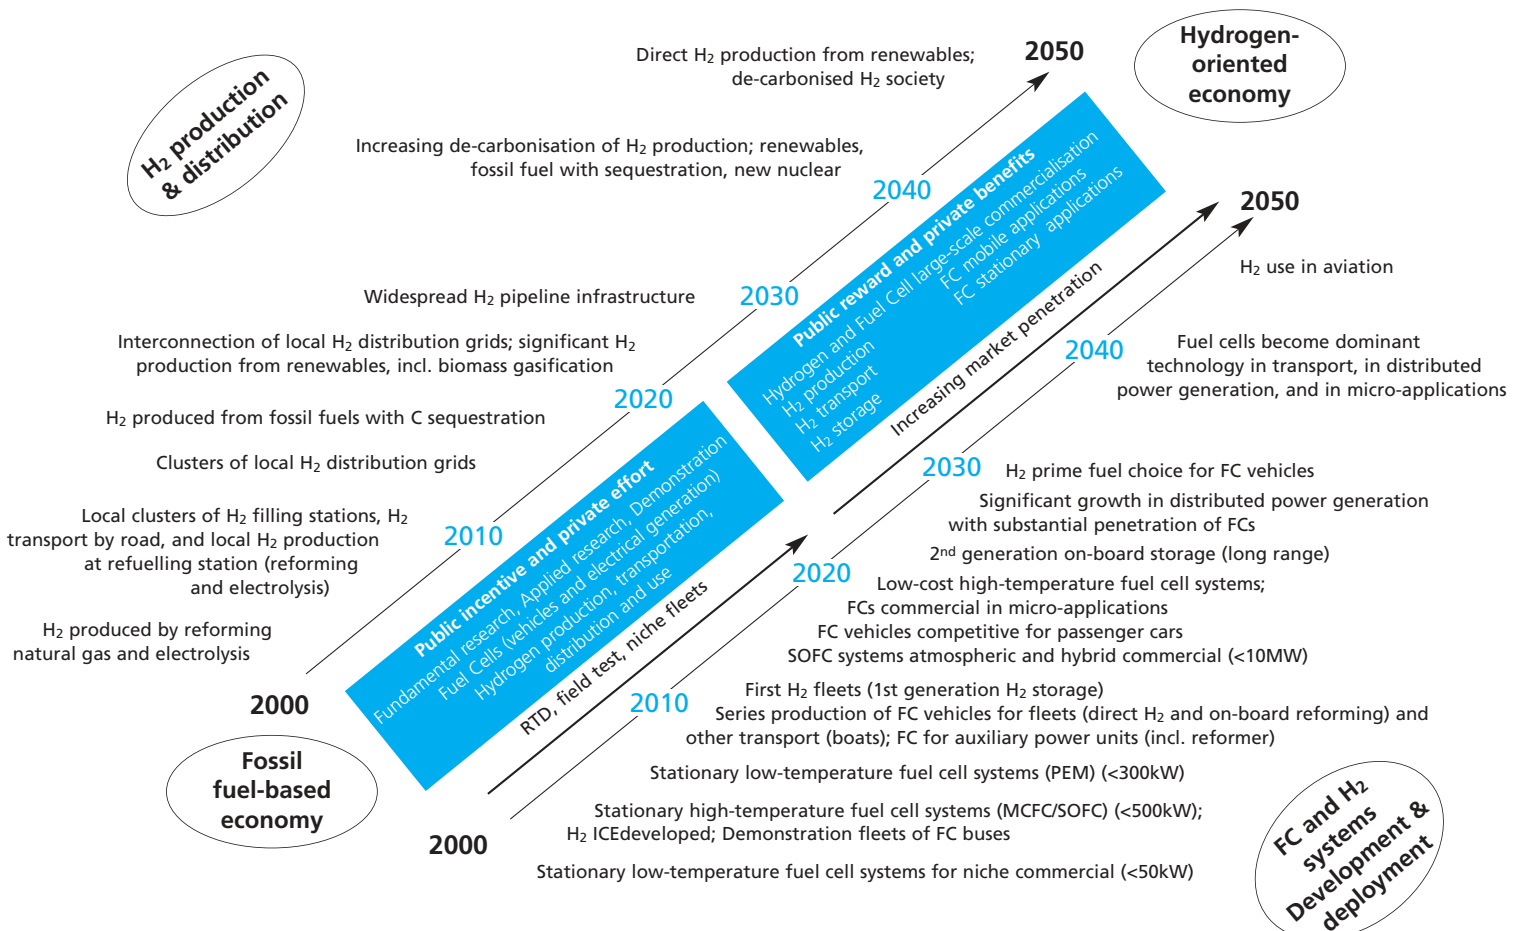 H₂ production
& distribution
Direct H₂ production from renewables;
de-carbonised H₂ society
2050
Hydrogen-
oriented
economy
Increasing de-carbonisation of H₂ production; renewables,
fossil fuel with sequestration, new nuclear
2040
Widespread H₂ pipeline infrastructure
2030
Interconnection of local H₂ distribution grids; significant H₂
production from renewables, incl. biomass gasification
2020
H₂ produced from fossil fuels with C sequestration
Clusters of local H₂ distribution grids
Local clusters of H₂ filling stations, H₂
transport by road, and local H₂ production
at refuelling station (reforming
and electrolysis)
2010
H₂ produced by reforming
natural gas and electrolysis
2000
Fossil
fuel-based
economy
Public reward and private benefits
Hydrogen and Fuel Cell large-scale commercialisation
H₂ production
FC mobile applications
H₂ transport
FC stationary applications
H₂ storage
Public incentive and private effort
Fundamental research, Applied research, Demonstration
Fuel Cells (vehicles and electrical generation)
Hydrogen production, transportation,
distribution and use
Increasing market penetration
RTD, field test, niche fleets
2050
H₂ use in aviation
2040
Fuel cells become dominant
technology in transport, in distributed
power generation, and in micro-applications
2030
H₂ prime fuel choice for FC vehicles
Significant growth in distributed power generation
with substantial penetration of FCs
2nd generation on-board storage (long range)
2020
Low-cost high-temperature fuel cell systems;
FCs commercial in micro-applications
FC vehicles competitive for passenger cars
SOFC systems atmospheric and hybrid commercial (<10MW)
2010
First H₂ fleets (1st generation H₂ storage)
Series production of FC vehicles for fleets (direct H₂ and on-board reforming) and
other transport (boats); FC for auxiliary power units (incl. reformer)
Stationary low-temperature fuel cell systems (PEM) (<300kW)
Stationary high-temperature fuel cell systems (MCFC/SOFC) (<500kW);
H₂ ICEdeveloped; Demonstration fleets of FC buses
2000
Stationary low-temperature fuel cell systems for niche commercial (<50kW)
FC and H₂
systems
Development &
deployment